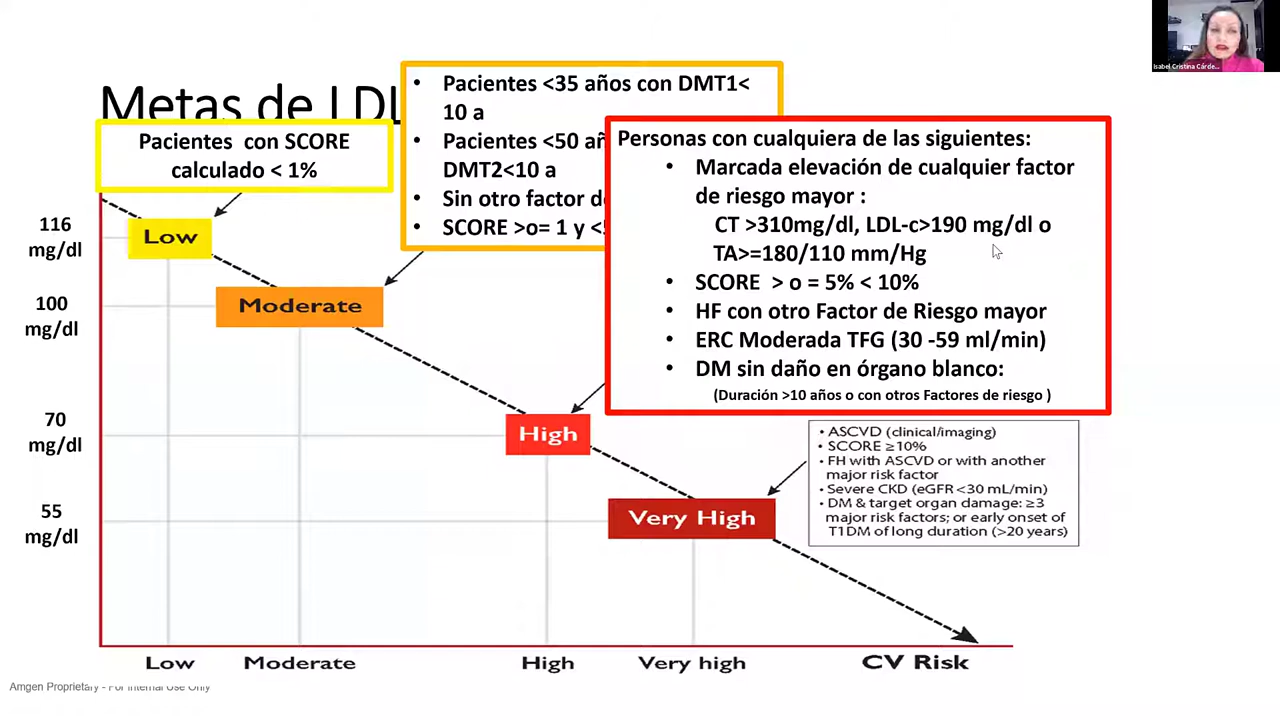 Isabel Cristina Cárde...
Metas de LDL
Pacientes con SCORE
calculado < 1%
• Pacientes <35 años con DMT1<
10 a
• Pacientes <50
DMT2<10 a
• Sin otro factor
• SCORE >o= 1 y
Personas con cualquiera de las siguientes:
• Marcada elevación de cualquier factor
de riesgo mayor :
CT >310mg/dl, LDL-c>190 mg/dl o
TA>=180/110 mm/Hg
• SCORE > o = 5% < 10%
• HF con otro Factor de Riesgo mayor
• ERC Moderada TFG (30 -59 ml/min)
• DM sin daño en órgano blanco:
(Duración >10 años o con otros Factores de riesgo )
116
mg/dl
Low
100
mg/dl
Moderate
70
mg/dl
High
55
mg/dl
Very High
• ASCVD (clinical/imaging)
• SCORE ≥10%
• FH with ASCVD or with another
major risk factor
• Severe CKD (eGFR <30 mL/min)
• DM & target organ damage: ≥3
major risk factors; or early onset of
T1DM of long duration (>20 years)
Low
Moderate
High
Very high
CV Risk
Amgen Proprietary - For Internal Use Only